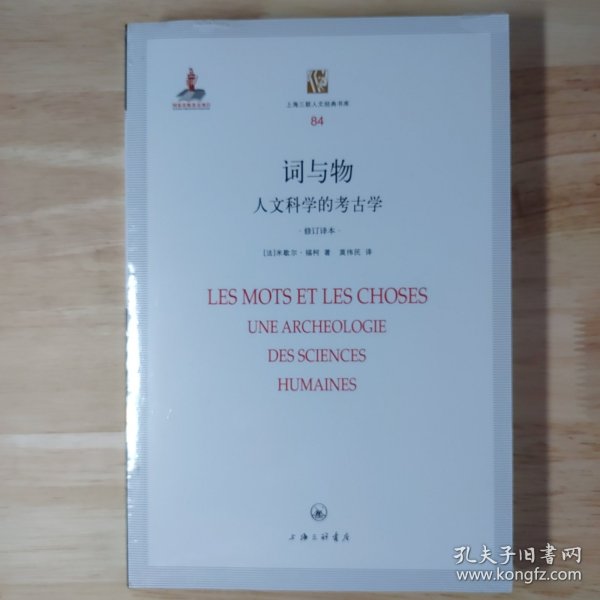 上海三联人文经典书库
84
词与物
人文科学的考古学
·修订译本·
[法]米歇尔·福柯 著 莫伟民 译
LES MOTS ET LES CHOSES
UNE ARCHEOLOGIE
DES SCIENCES
HUMAINES
上海三联书店
孔夫子旧书网
www.kongfz.com